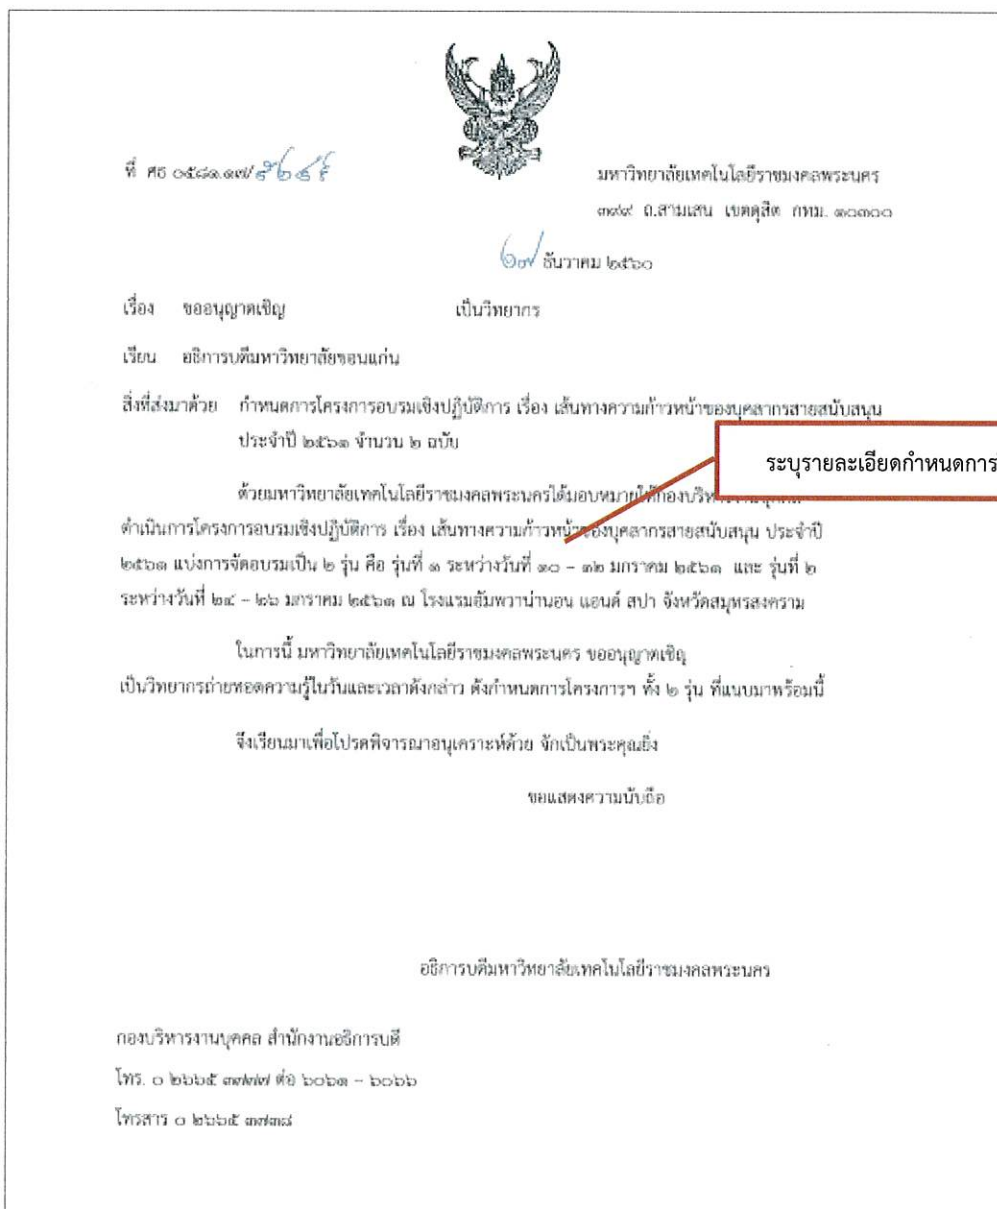 ที่ ศธ ๐๕๘๑.๑๗/
มหาวิทยาลัยเทคโนโลยีราชมงคลพระนคร
๓๙๙ ถ.สามเสน เขตดุสิต กทม. ๑๐๓๐๐
๒๗ ธันวาคม ๒๕๖๐
เรื่อง ขออนุญาตเชิญ เป็นวิทยากร
เรียน อธิการบดีมหาวิทยาลัยขอนแก่น
สิ่งที่ส่งมาด้วย กำหนดการโครงการอบรมเชิงปฏิบัติการ เรื่อง เส้นทางความก้าวหน้าของบุคลากรสายสนับสนุน
ประจำปี ๒๕๖๑ จำนวน ๒ ฉบับ
ระบุรายละเอียดกำหนดการ
ด้วยมหาวิทยาลัยเทคโนโลยีราชมงคลพระนครได้มอบหมายให้กองบริหารงานบุคคล
ดำเนินการโครงการอบรมเชิงปฏิบัติการ เรื่อง เส้นทางความก้าวหน้าของบุคลากรสายสนับสนุน ประจำปี
๒๕๖๑ แบ่งการจัดอบรมเป็น ๒ รุ่น คือ รุ่นที่ ๑ ระหว่างวันที่ ๑๐ – ๑๒ มกราคม ๒๕๖๑ และ รุ่นที่ ๒
ระหว่างวันที่ ๒๔ – ๒๖ มกราคม ๒๕๖๑ ณ โรงแรมอัมพวาน่านอน แอนด์ สปา จังหวัดสมุทรสงคราม
ในการนี้ มหาวิทยาลัยเทคโนโลยีราชมงคลพระนคร ขออนุญาตเชิญ
เป็นวิทยากรถ่ายทอดความรู้ในวันและเวลาดังกล่าว ดังกำหนดการโครงการฯ ทั้ง ๒ รุ่น ที่แนบมาพร้อมนี้
จึงเรียนมาเพื่อโปรดพิจารณาอนุเคราะห์ด้วย จักเป็นพระคุณยิ่ง
ขอแสดงความนับถือ
อธิการบดีมหาวิทยาลัยเทคโนโลยีราชมงคลพระนคร
กองบริหารงานบุคคล สำนักงานอธิการบดี
โทร. ๐ ๒๖๖๕ ๓๗๗๗ ต่อ ๖๐๖๑ – ๖๐๖๖
โทรสาร ๐ ๒๖๖๕ ๓๗๓๘